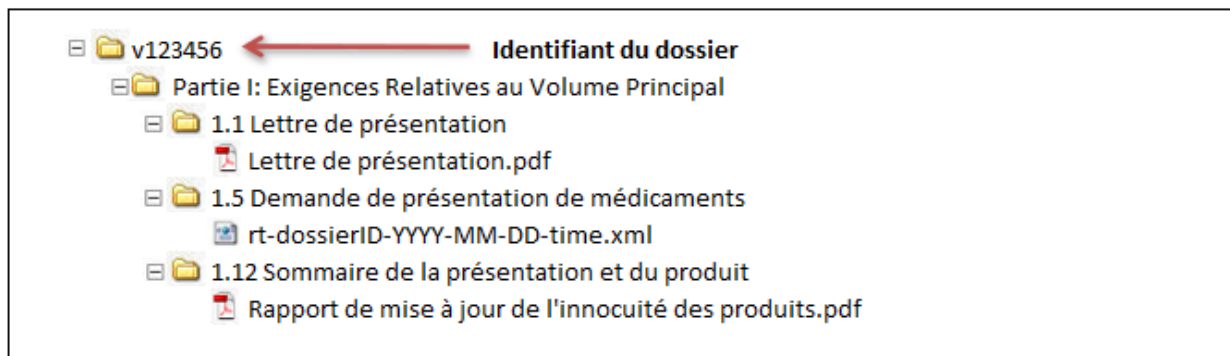 v123456 Identifiant du dossier
Partie I: Exigences Relatives au Volume Principal
1.1 Lettre de présentation
Lettre de présentation.pdf
1.5 Demande de présentation de médicaments
rt-dossierID-YYYY-MM-DD-time.xml
1.12 Sommaire de la présentation et du produit
Rapport de mise à jour de l'innocuité des produits.pdf